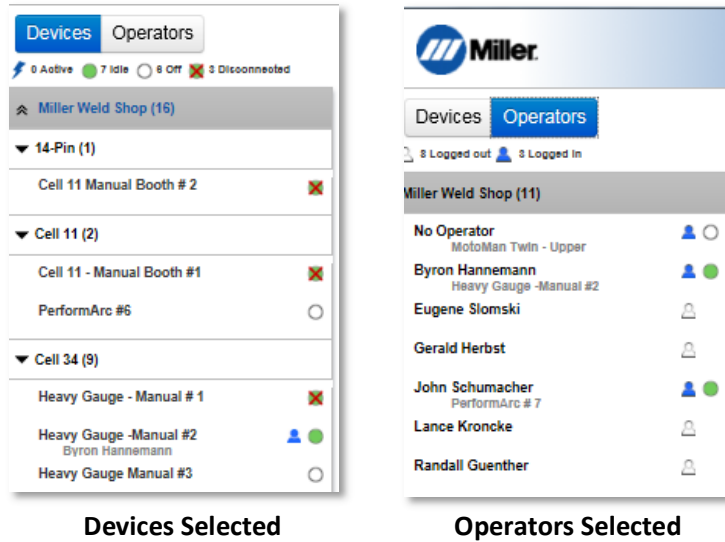 Devices Operators
0 Active 7 Idle 6 Off 3 Disconnected
Miller Weld Shop (16)
14-Pin (1)
Cell 11 Manual Booth # 2
Cell 11 (2)
Cell 11 - Manual Booth #1
PerformArc #6
Cell 34 (9)
Heavy Gauge - Manual # 1
Heavy Gauge -Manual #2
Byron Hannemann
Heavy Gauge Manual #3
Devices Selected
Miller.
Devices Operators
8 Logged out 3 Logged In
Miller Weld Shop (11)
No Operator
MotoMan Twin - Upper
Byron Hannemann
Heavy Gauge -Manual #2
Eugene Slomski
Gerald Herbst
John Schumacher
PerformArc # 7
Lance Kroncke
Randall Guenther
Operators Selected